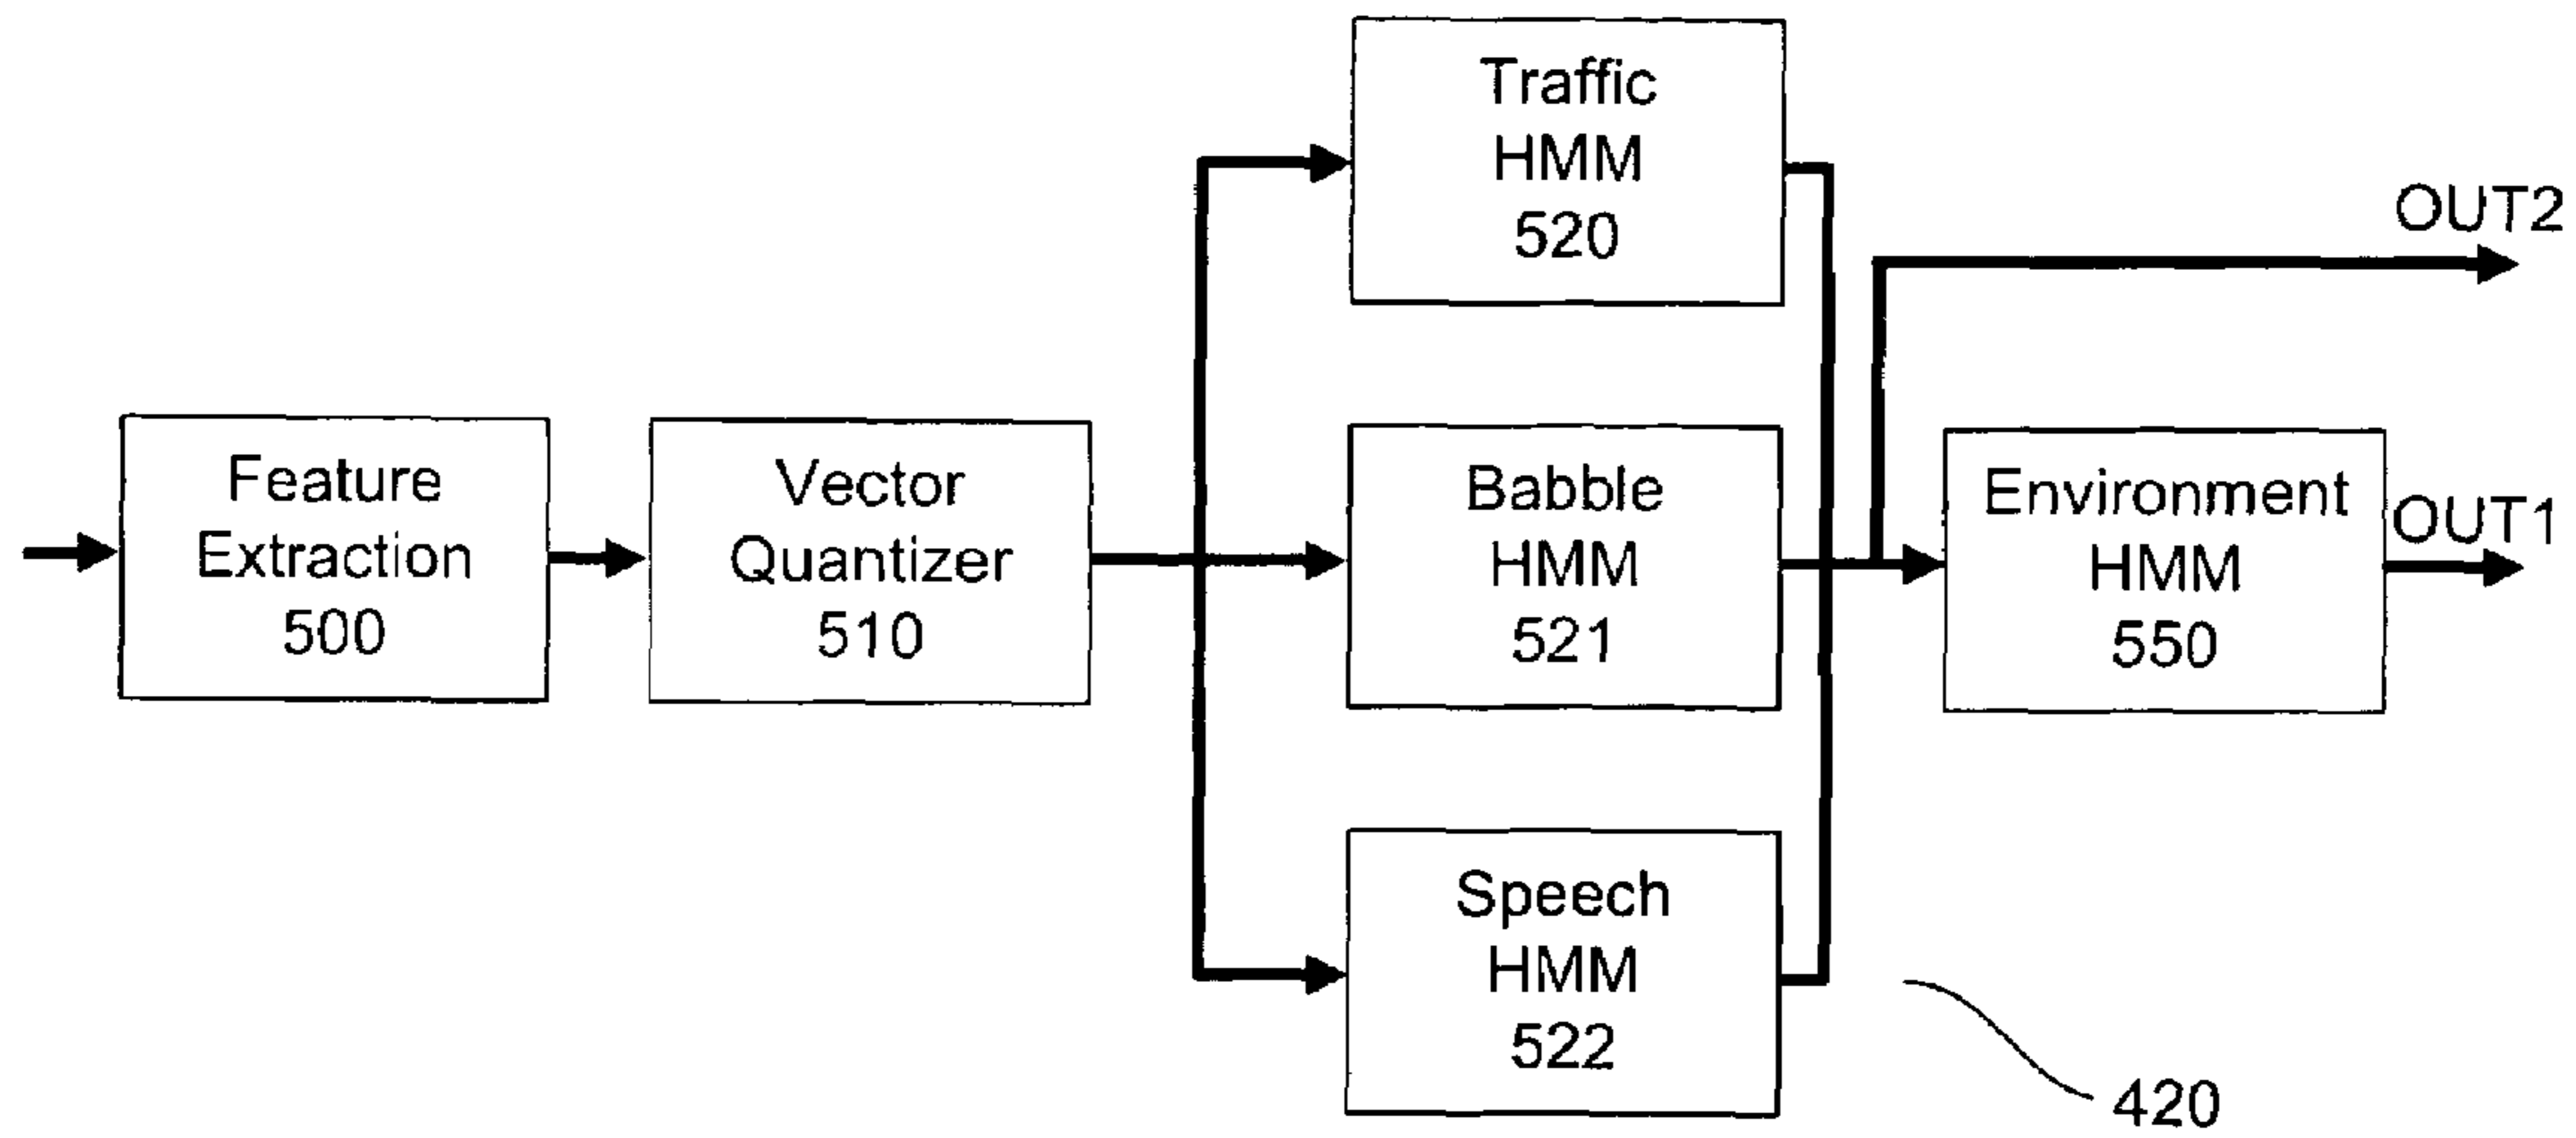 Traffic
HMM
520
OUT2
Feature
Extraction
500
Vector
Quantizer
510
Babble
HMM
521
Environment
HMM
550
OUT1
Speech
HMM
522
420